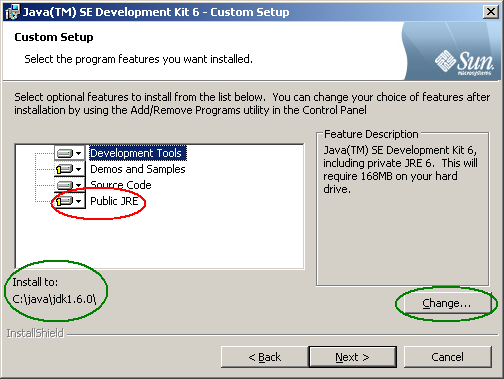 Java(TM) SE Development Kit 6 - Custom Setup
Custom Setup
Select the program features you want installed.
Sun
microsystems
Select optional features to install from the list below. You can change your choice of features after
installation by using the Add/Remove Programs utility in the Control Panel
Development Tools
Demos and Samples
Source Code
Public JRE
Feature Description
Java(TM) SE Development Kit 6,
including private JRE 6. This will
require 168MB on your hard
drive.
Install to:
C:\java\jdk1.6.0\
Change...
InstallShield
< Back
Next >
Cancel